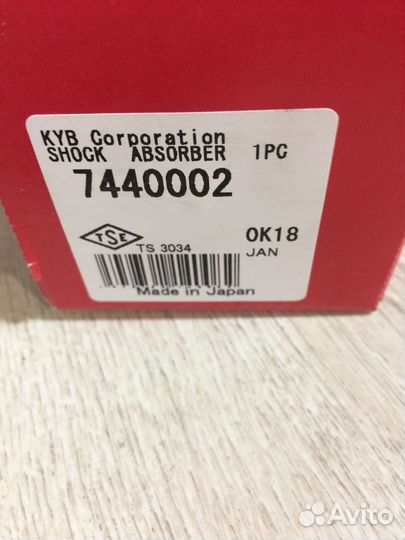 KYB Corporation
SHOCK ABSORBER 1PC
7440002
TSE
TS 3034
OK18
JAN
Made in Japan
Avito